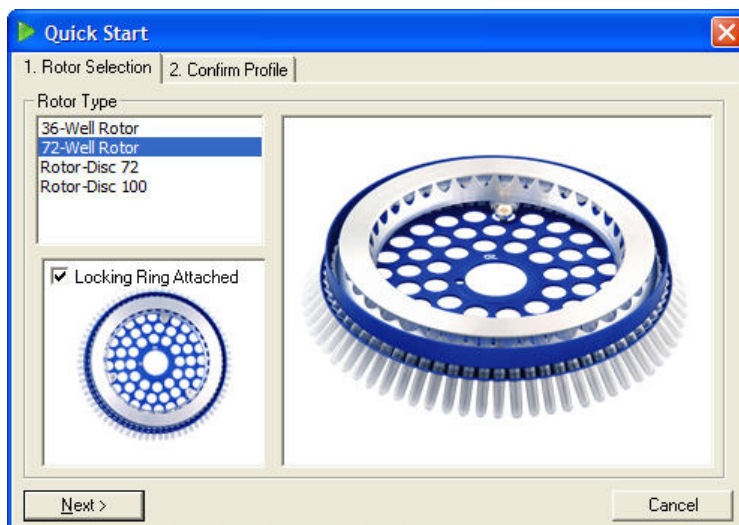 Quick Start
1. Rotor Selection
2. Confirm Profile
Rotor Type
36-Well Rotor
72-Well Rotor
Rotor-Disc 72
Rotor-Disc 100
Locking Ring Attached
Next >
Cancel